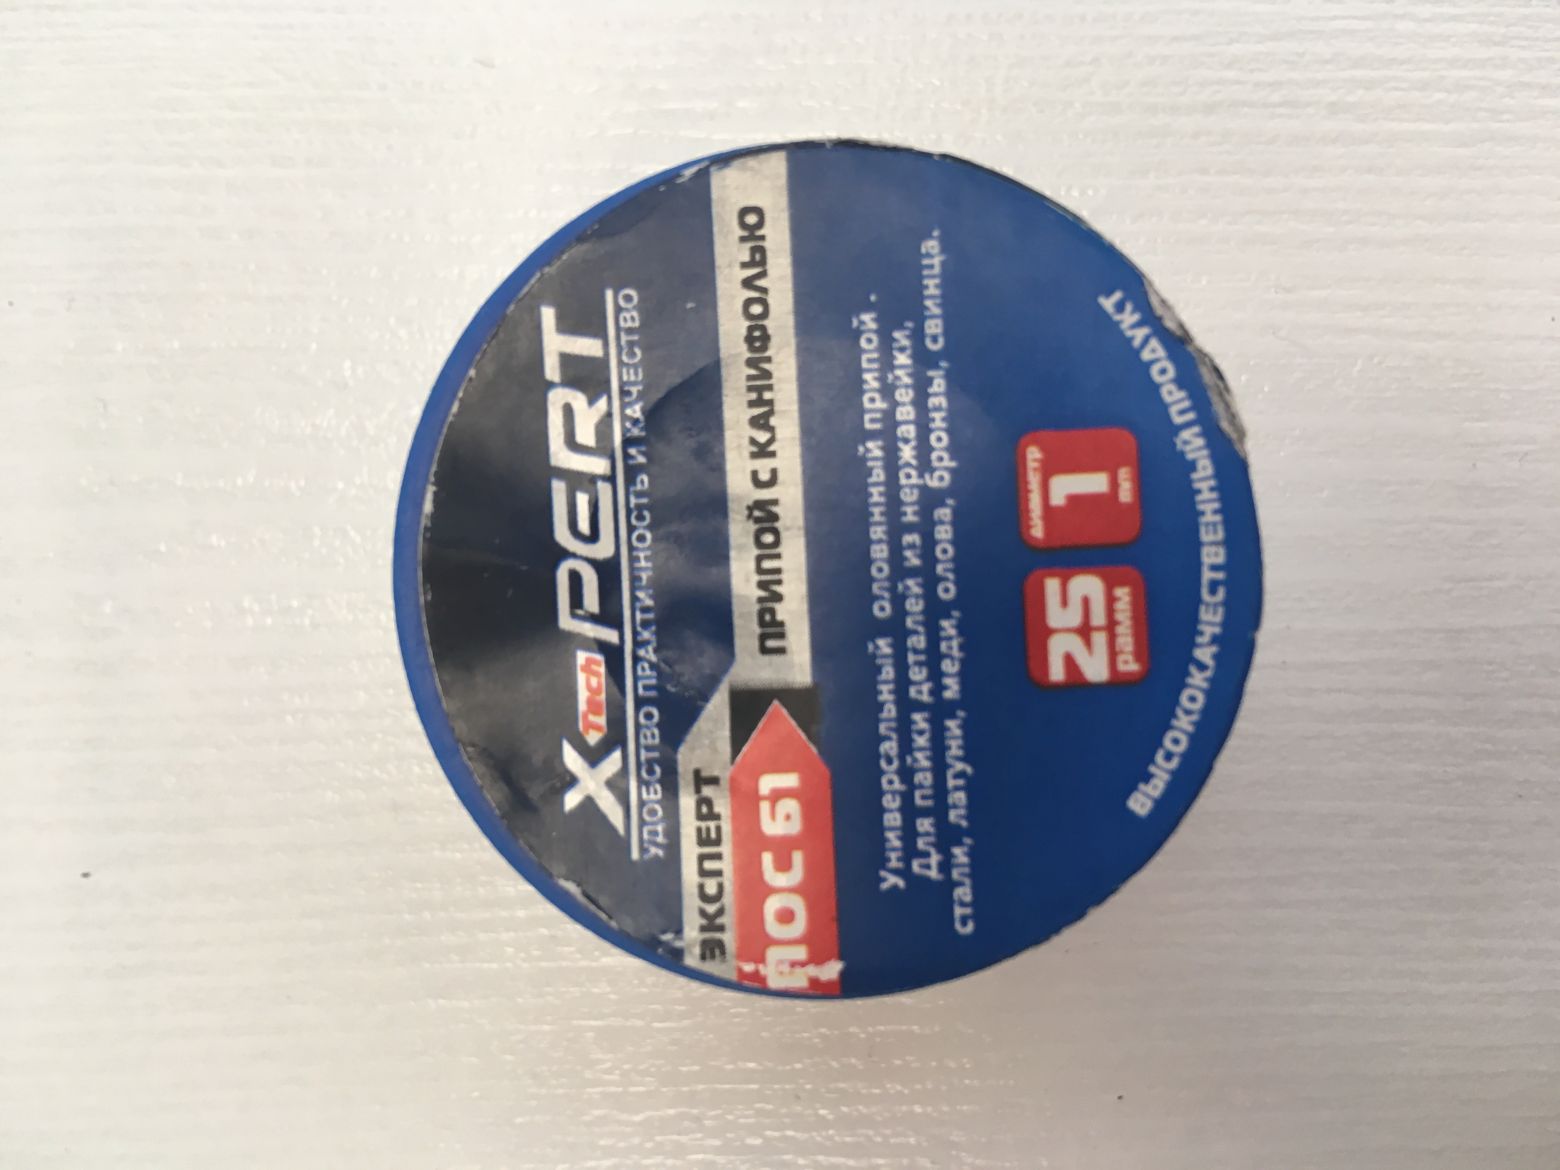 X-Tech PERT
УДОБСТВО ПРАКТИЧНОСТЬ И КАЧЕСТВО
ЭКСПЕРТ
ПОС 61
ПРИПОЙ С КАНИФОЛЬЮ
Универсальный оловянный припой .
Для пайки деталей из нержавейки,
стали, латуни, меди, олова, бронзы, свинца.
25
грамм
диаметр
1
мм
ВЫСОКОКАЧЕСТВЕННЫЙ ПРОДУКТ